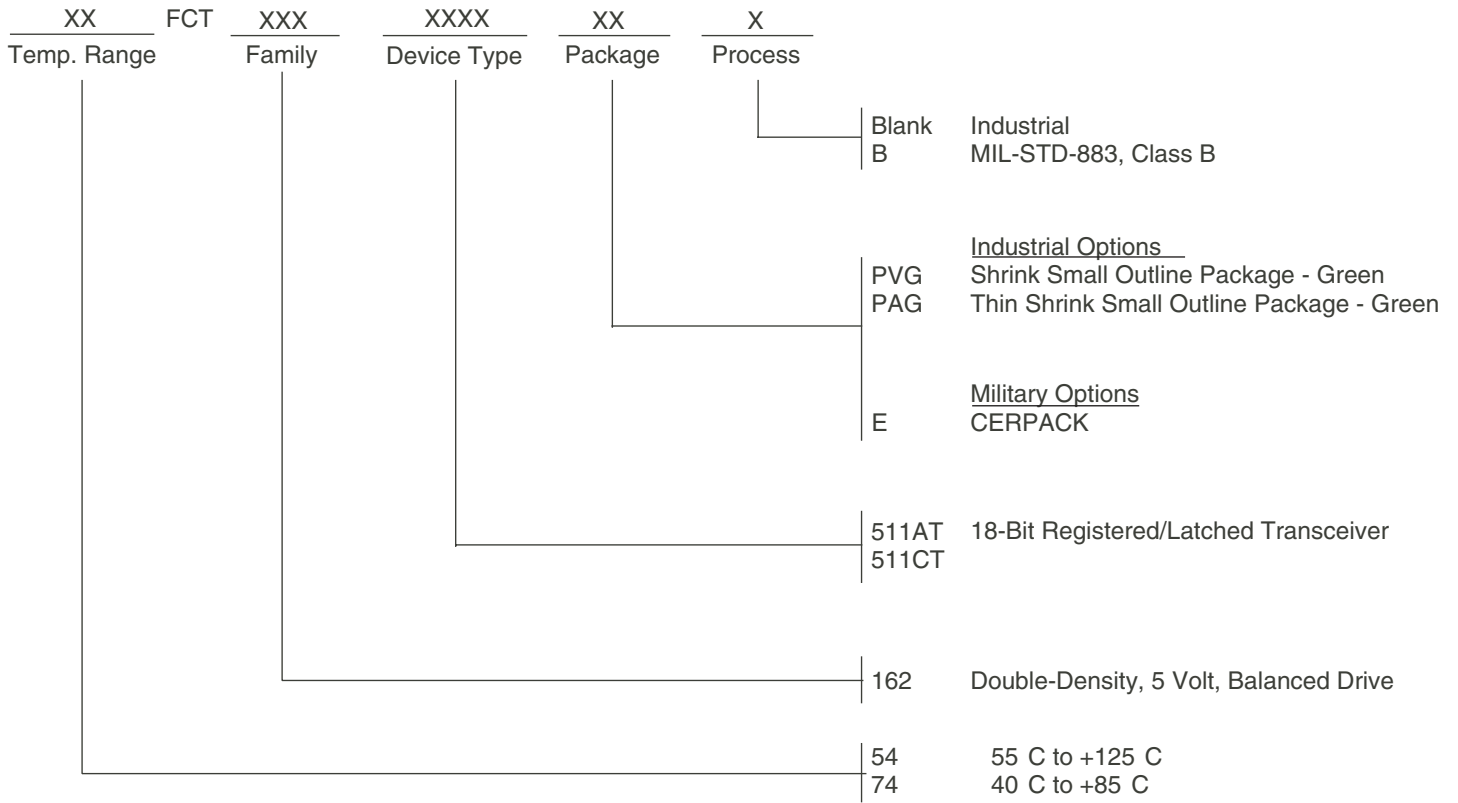 XX FCT XXX XXXX XX X
Temp. Range Family Device Type Package Process
Blank Industrial
B MIL-STD-883, Class B
Industrial Options
PVG Shrink Small Outline Package - Green
PAG Thin Shrink Small Outline Package - Green
Military Options
E CERPACK
511AT 18-Bit Registered/Latched Transceiver
511CT
162 Double-Density, 5 Volt, Balanced Drive
54 55 C to +125 C
74 40 C to +85 C